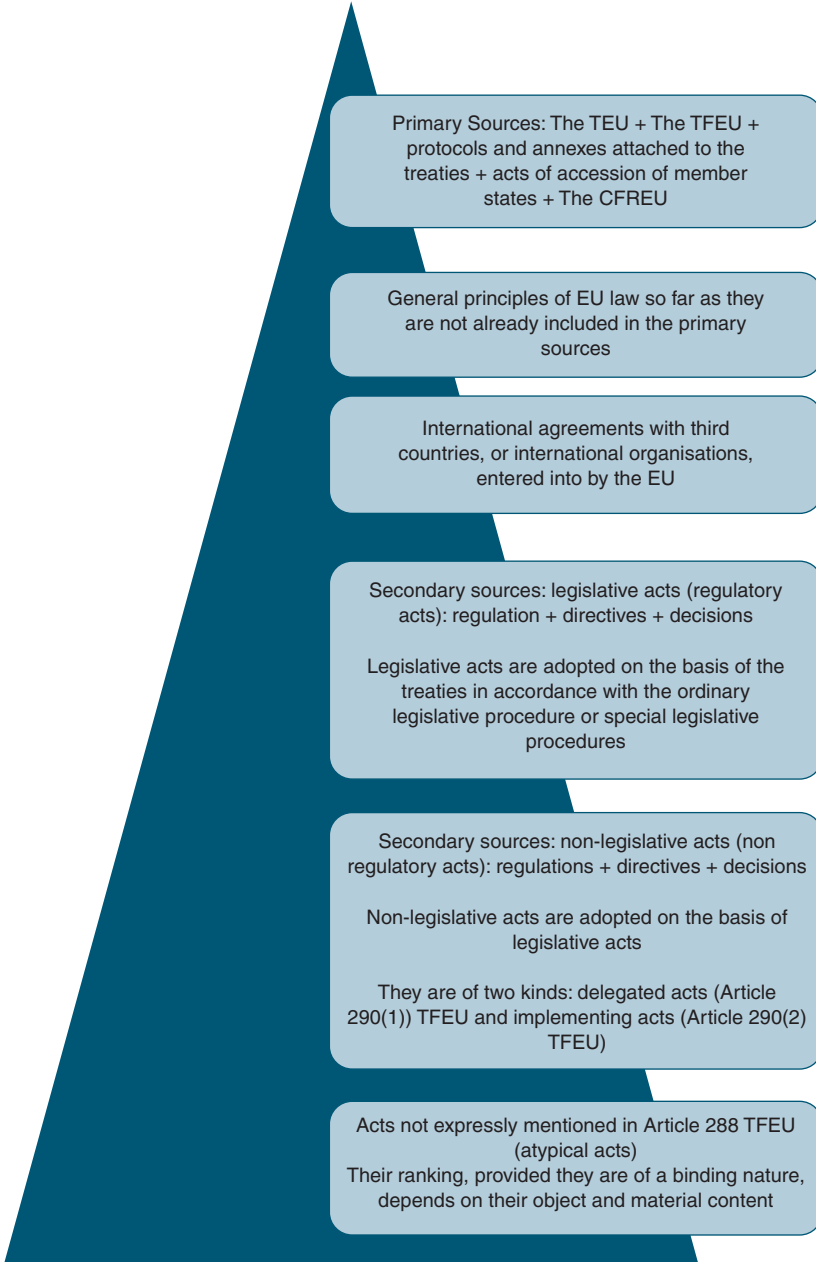 Primary Sources: The TEU + The TFEU +
protocols and annexes attached to the
treaties + acts of accession of member
states + The CFREU
General principles of EU law so far as they
are not already included in the primary
sources
International agreements with third
countries, or international organisations,
entered into by the EU
Secondary sources: legislative acts (regulatory
acts): regulation + directives + decisions
Legislative acts are adopted on the basis of the
treaties in accordance with the ordinary
legislative procedure or special legislative
procedures
Secondary sources: non-legislative acts (non
regulatory acts): regulations + directives + decisions
Non-legislative acts are adopted on the basis of
legislative acts
They are of two kinds: delegated acts (Article
290(1)) TFEU and implementing acts (Article 290(2)
TFEU)
Acts not expressly mentioned in Article 288 TFEU
(atypical acts)
Their ranking, provided they are of a binding nature,
depends on their object and material content